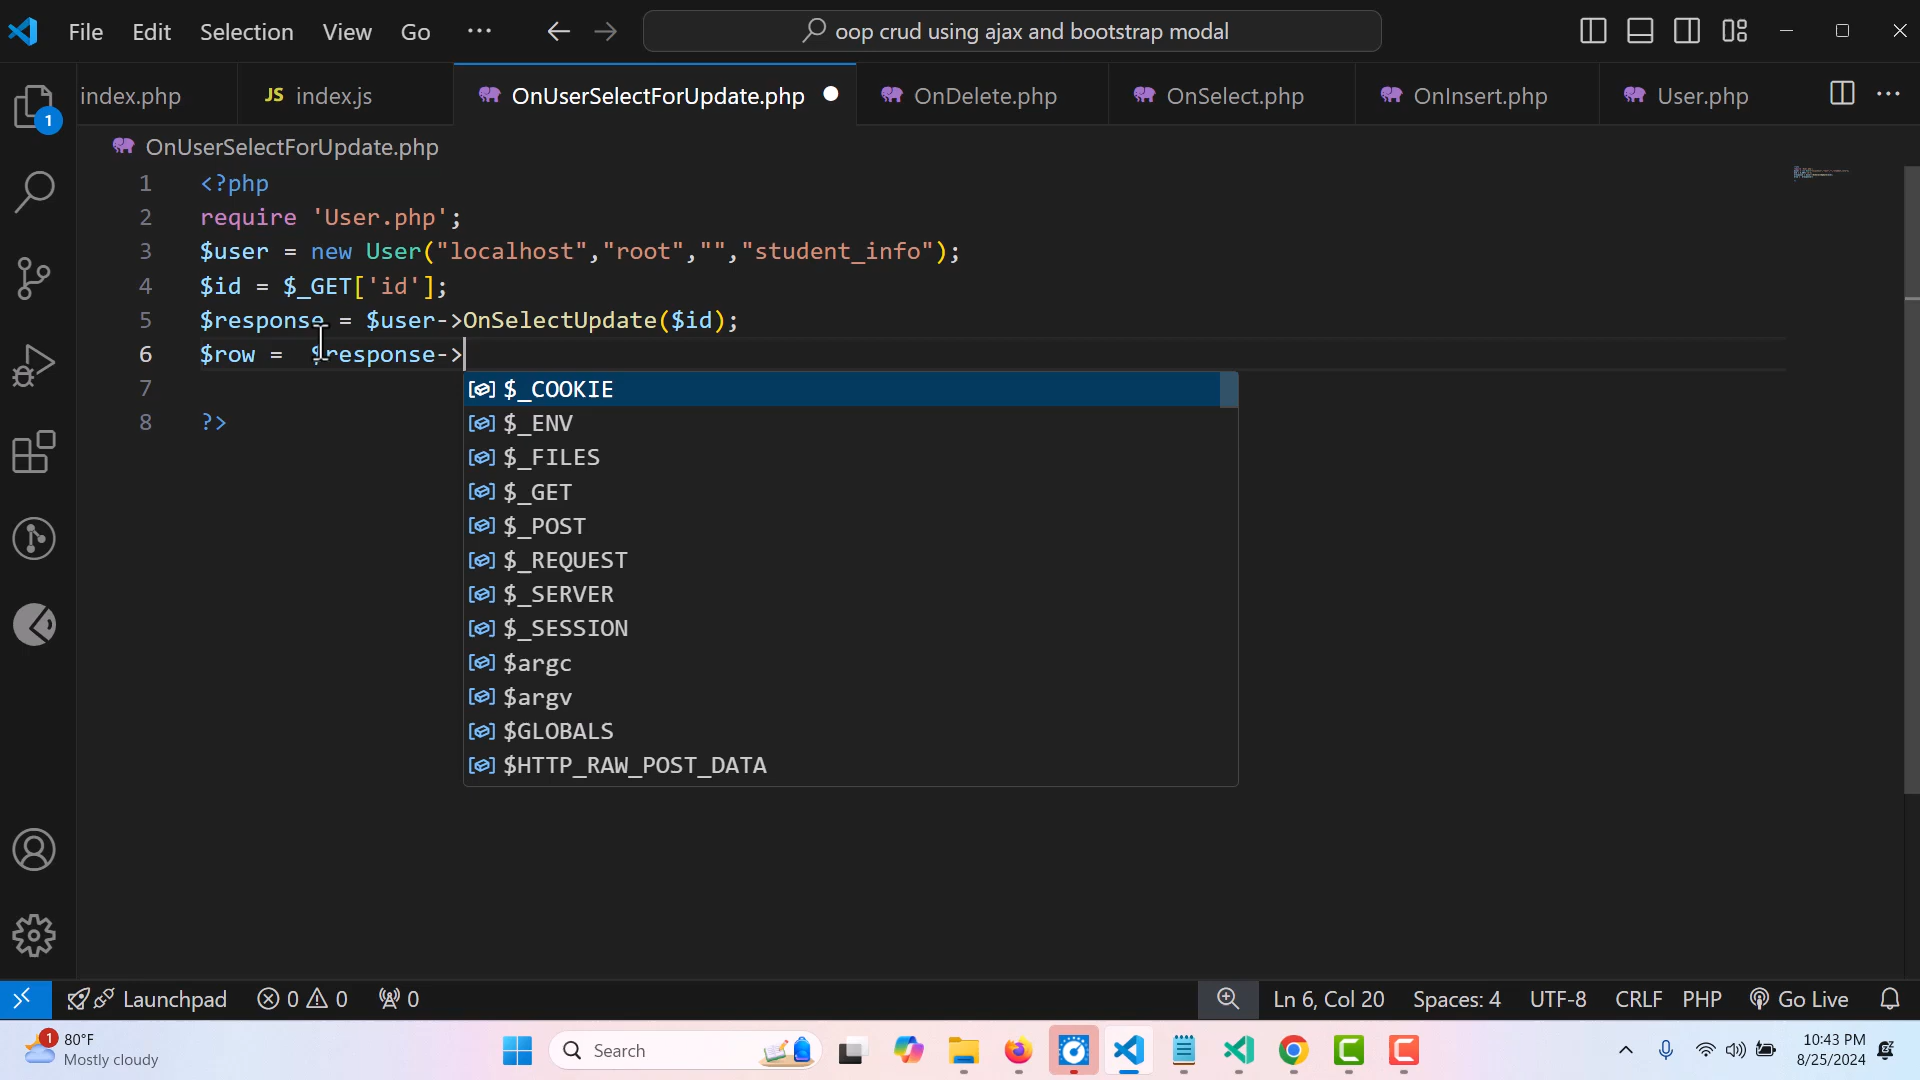 File Edit Selection View Go ··· oop crud using ajax and bootstrap modal
index.php JS index.js OnUserSelectForUpdate.php OnDelete.php OnSelect.php OnInsert.php User.php
1
OnUserSelectForUpdate.php
1 <?php
2 require 'User.php';
3 $user = new User("localhost","root","","student_info");
4 $id = $_GET['id'];
5 $response = $user->OnSelectUpdate($id);
6 $row =  $response->
7
8 ?>
$_COOKIE
$_ENV
$_FILES
$_GET
$_POST
$_REQUEST
$_SERVER
$_SESSION
$argc
$argv
$GLOBALS
$HTTP_RAW_POST_DATA
Launchpad 0 0 0 Ln 6, Col 20 Spaces: 4 UTF-8 CRLF PHP Go Live
1 80°F
Mostly cloudy
Search
10:43 PM
8/25/2024